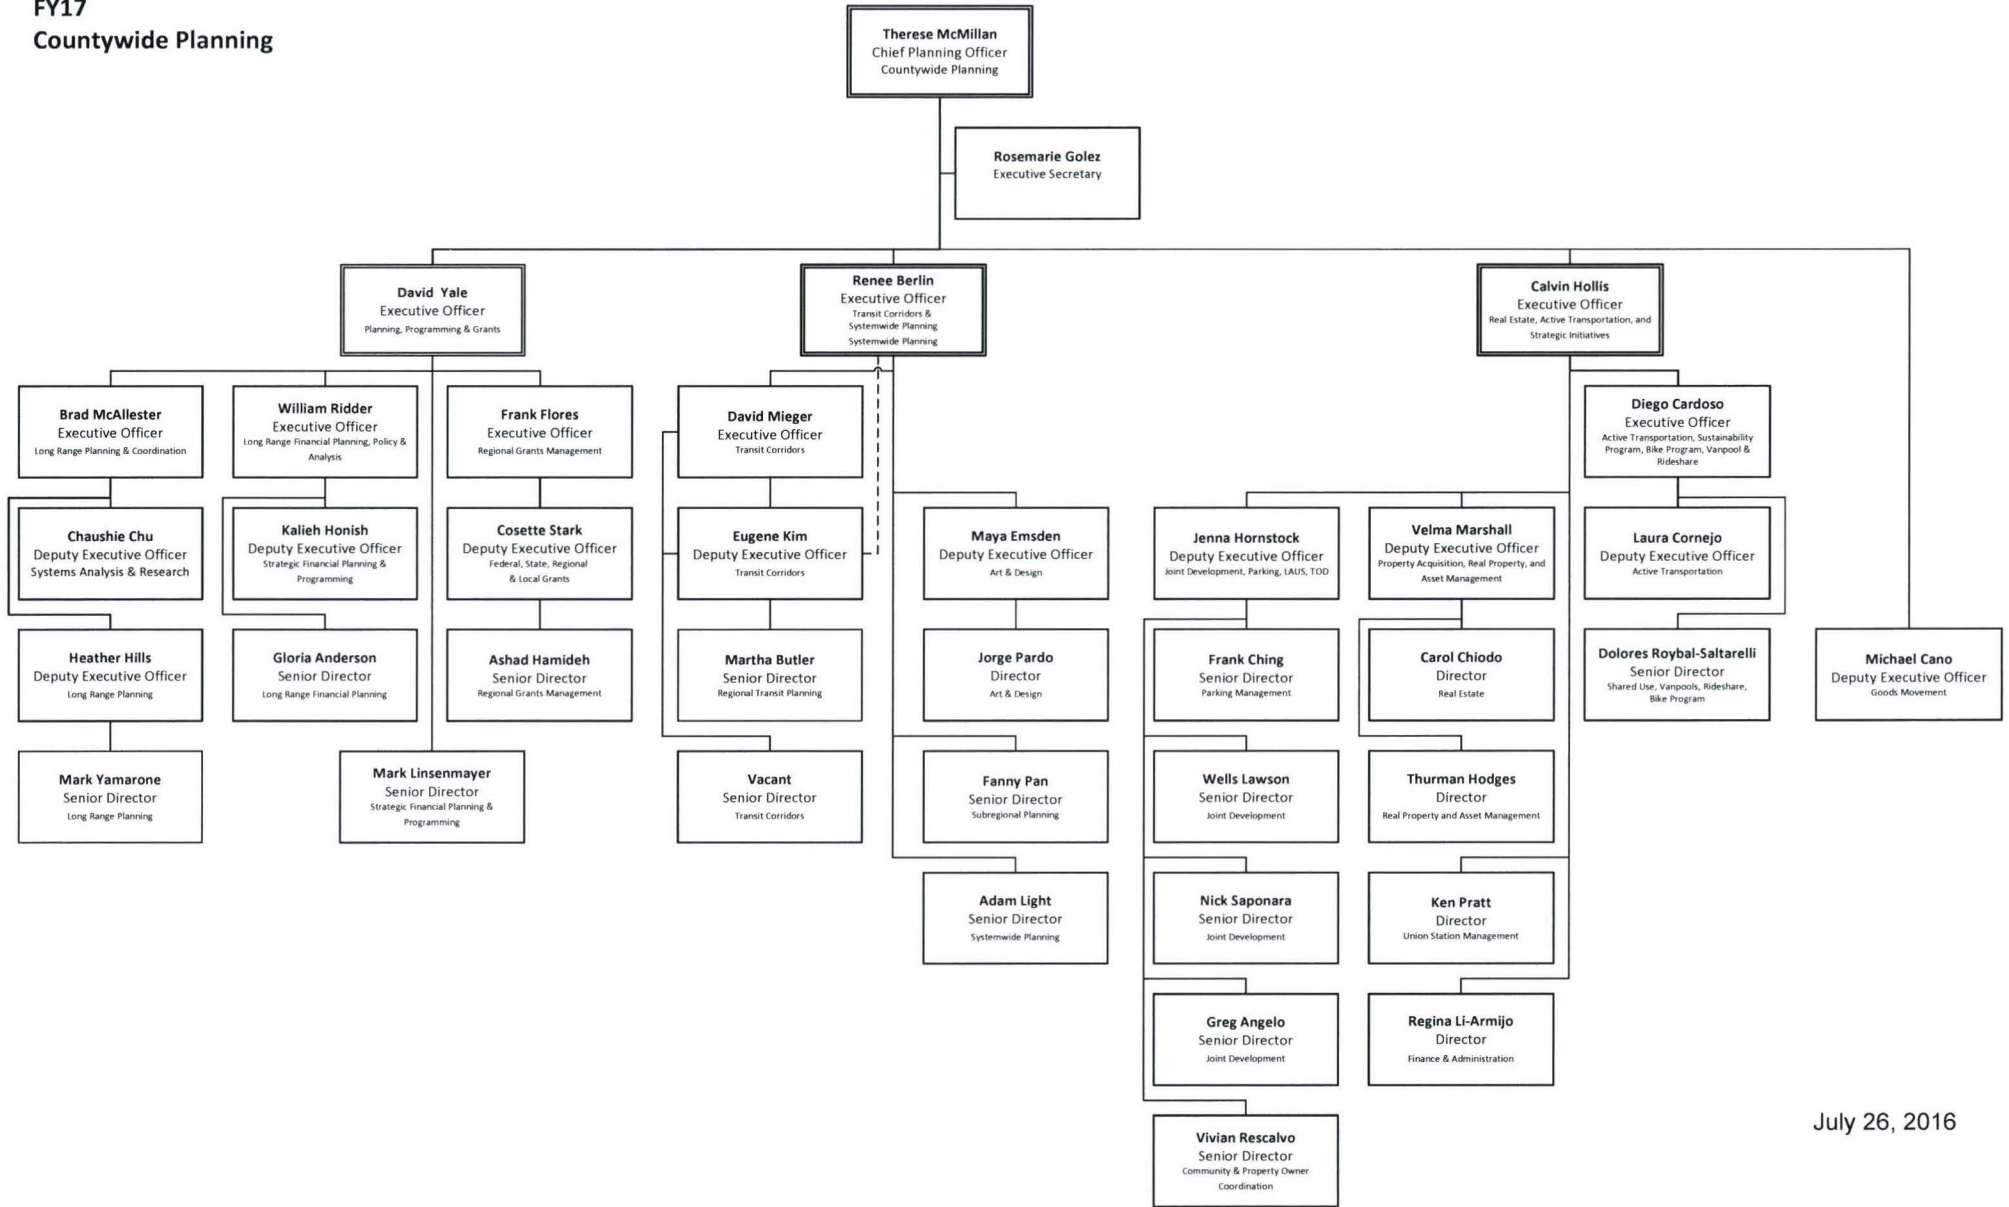 FY17
Countywide Planning
Therese McMillan
Chief Planning Officer
Countywide Planning
Rosemarie Golez
Executive Secretary
David Yale
Executive Officer
Planning, Programming & Grants
Renee Berlin
Executive Officer
Transit Corridors &
Systemwide Planning
Systemwide Planning
Calvin Hollis
Executive Officer
Real Estate, Active Transportation, and
Strategic Initiatives
Brad McAllester
Executive Officer
Long Range Planning & Coordination
William Ridder
Executive Officer
Long Range Financial Planning, Policy &
Analysis
Frank Flores
Executive Officer
Regional Grants Management
David Mieger
Executive Officer
Transit Corridors
Diego Cardoso
Executive Officer
Active Transportation, Sustainability
Program, Bike Program, Vanpool &
Rideshare
Chaushie Chu
Deputy Executive Officer
Systems Analysis & Research
Kalieh Honish
Deputy Executive Officer
Strategic Financial Planning &
Programming
Cosette Stark
Deputy Executive Officer
Federal, State, Regional
& Local Grants
Eugene Kim
Deputy Executive Officer
Transit Corridors
Maya Emsden
Deputy Executive Officer
Art & Design
Jenna Hornstock
Deputy Executive Officer
Joint Development, Parking, LAUS, TOD
Velma Marshall
Deputy Executive Officer
Property Acquisition, Real Property, and
Asset Management
Laura Cornejo
Deputy Executive Officer
Active Transportation
Heather Hills
Deputy Executive Officer
Long Range Planning
Gloria Anderson
Senior Director
Long Range Financial Planning
Ashad Hamideh
Senior Director
Regional Grants Management
Martha Butler
Senior Director
Regional Transit Planning
Jorge Pardo
Director
Art & Design
Frank Ching
Senior Director
Parking Management
Carol Chiodo
Director
Real Estate
Dolores Roybal-Saltarelli
Senior Director
Shared Use, Vanpools, Rideshare,
Bike Program
Michael Cano
Deputy Executive Officer
Goods Movement
Mark Yamarone
Senior Director
Long Range Planning
Mark Linsenmayer
Senior Director
Strategic Financial Planning &
Programming
Vacant
Senior Director
Transit Corridors
Fanny Pan
Senior Director
Subregional Planning
Wells Lawson
Senior Director
Joint Development
Thurman Hodges
Director
Real Property and Asset Management
Adam Light
Senior Director
Systemwide Planning
Nick Saponara
Senior Director
Joint Development
Ken Pratt
Director
Union Station Management
Greg Angelo
Senior Director
Joint Development
Regina Li-Armijo
Director
Finance & Administration
Vivian Rescalvo
Senior Director
Community & Property Owner
Coordination
July 26, 2016